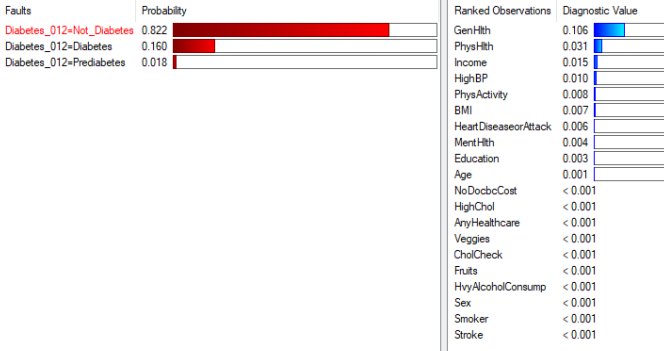 Faults Probability
Diabetes_012=Not_Diabetes 0.822
Diabetes_012=Diabetes 0.160
Diabetes_012=Prediabetes 0.018
Ranked Observations Diagnostic Value
GenHlth 0.106
PhysHlth 0.031
Income 0.015
HighBP 0.010
PhysActivity 0.008
BMI 0.007
HeartDiseaseorAttack 0.006
MentHlth 0.004
Education 0.003
Age 0.001
NoDocbcCost < 0.001
HighChol < 0.001
AnyHealthcare < 0.001
Veggies < 0.001
CholCheck < 0.001
Fruits < 0.001
HvyAlcoholConsump < 0.001
Sex < 0.001
Smoker < 0.001
Stroke < 0.001